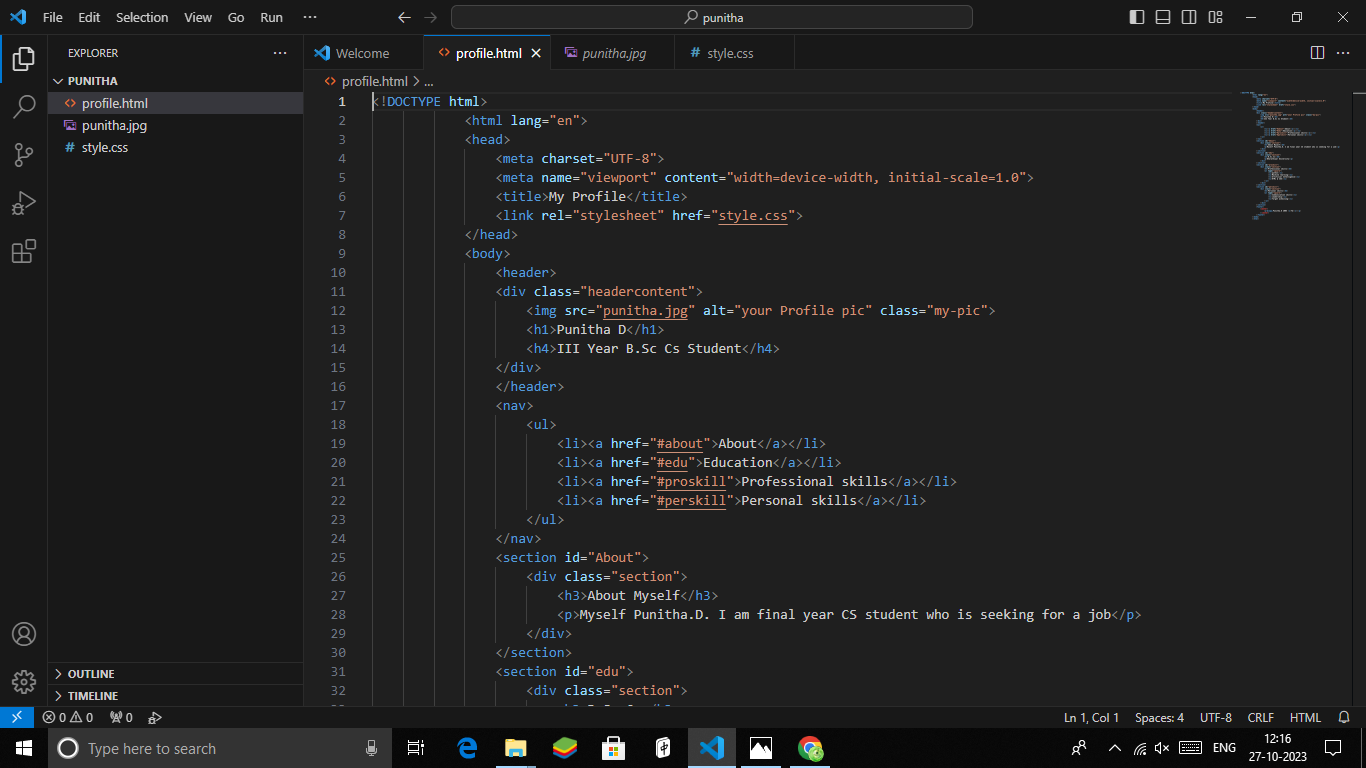 File Edit Selection View Go Run ··· punitha
EXPLORER ···
PUNITHA
profile.html
punitha.jpg
style.css
OUTLINE
TIMELINE
Welcome profile.html punitha.jpg style.css ···
profile.html > ...
1 <!DOCTYPE html>
2 <html lang="en">
3 <head>
4 <meta charset="UTF-8">
5 <meta name="viewport" content="width=device-width, initial-scale=1.0">
6 <title>My Profile</title>
7 <link rel="stylesheet" href="style.css">
8 </head>
9 <body>
10 <header>
11 <div class="headercontent">
12 <img src="punitha.jpg" alt="your Profile pic" class="my-pic">
13 <h1>Punitha D</h1>
14 <h4>III Year B.Sc Cs Student</h4>
15 </div>
16 </header>
17 <nav>
18 <ul>
19 <li><a href="#about">About</a></li>
20 <li><a href="#edu">Education</a></li>
21 <li><a href="#proskill">Professional skills</a></li>
22 <li><a href="#perskill">Personal skills</a></li>
23 </ul>
24 </nav>
25 <section id="About">
26 <div class="section">
27 <h3>About Myself</h3>
28 <p>Myself Punitha.D. I am final year CS student who is seeking for a job</p>
29 </div>
30 </section>
31 <section id="edu">
32 <div class="section">
0 0 0 Ln 1, Col 1 Spaces: 4 UTF-8 CRLF HTML
Type here to search ENG 12:16
27-10-2023